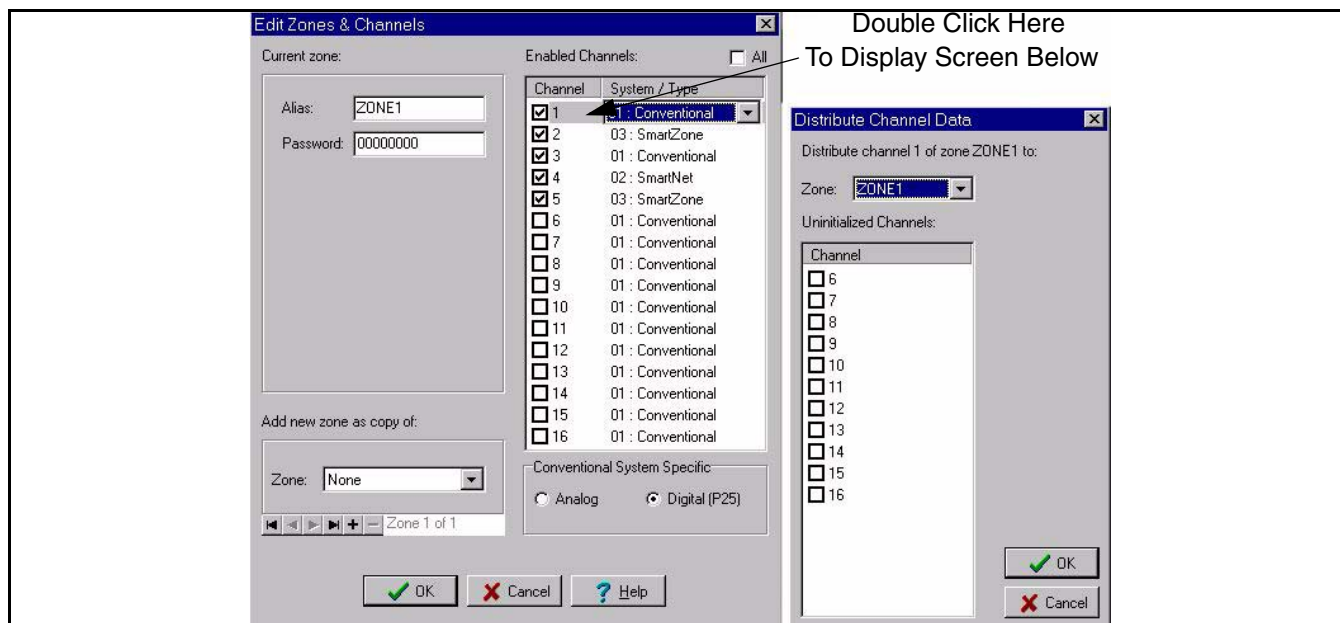 Edit Zones & Channels
Current zone:
Alias: ZONE1
Password: 00000000
Add new zone as copy of:
Zone: None
Zone 1 of 1
Enabled Channels: All
Channel System / Type
1 01 : Conventional
2 03 : SmartZone
3 01 : Conventional
4 02 : SmartNet
5 03 : SmartZone
6 01 : Conventional
7 01 : Conventional
8 01 : Conventional
9 01 : Conventional
10 01 : Conventional
11 01 : Conventional
12 01 : Conventional
13 01 : Conventional
14 01 : Conventional
15 01 : Conventional
16 01 : Conventional
Conventional System Specific
Analog Digital (P25)
OK Cancel Help
Double Click Here
To Display Screen Below
Distribute Channel Data
Distribute channel 1 of zone ZONE1 to:
Zone: ZONE1
Uninitialized Channels:
Channel
6
7
8
9
10
11
12
13
14
15
16
OK
Cancel